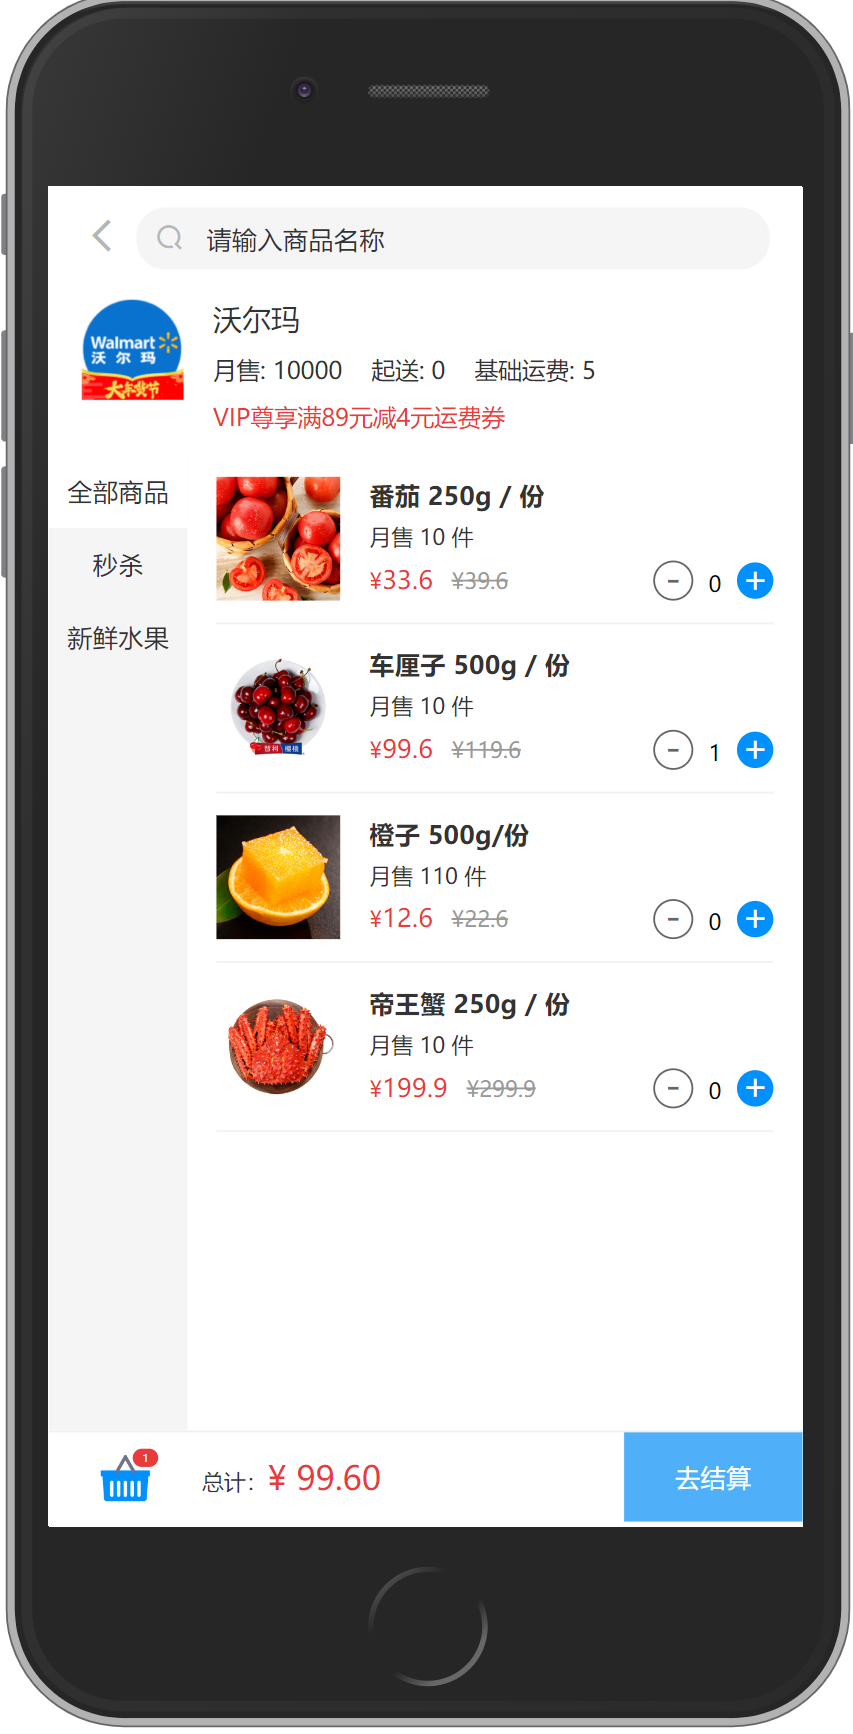 请输入商品名称
Walmart
沃尔玛
大年货节
沃尔玛
月售: 10000 起送: 0 基础运费: 5
VIP尊享满89元减4元运费券
全部商品
秒杀
新鲜水果
番茄 250g / 份
月售 10 件
¥33.6 ¥39.6
- 0 +
车厘子 500g / 份
月售 10 件
¥99.6 ¥119.6
- 1 +
智利 樱桃
橙子 500g/份
月售 110 件
¥12.6 ¥22.6
- 0 +
帝王蟹 250g / 份
月售 10 件
¥199.9 ¥299.9
- 0 +
1
总计: ¥ 99.60
去结算